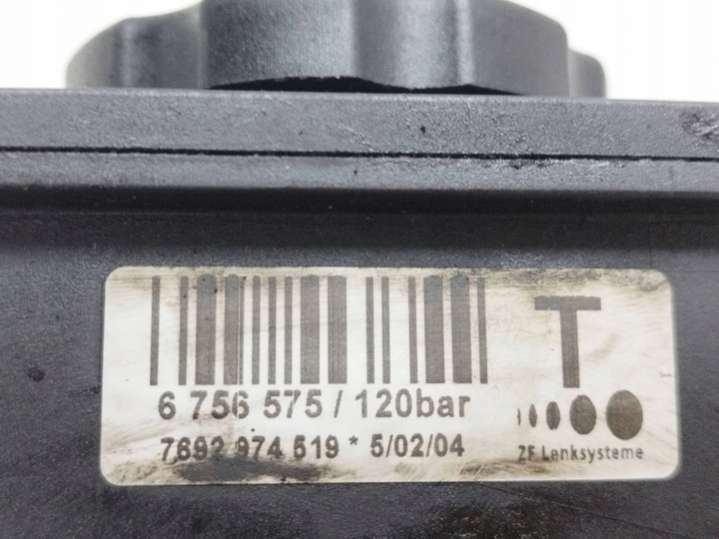 T
6 756 575 / 120bar
7692 974 519 * 5/02/04
ZF Lenksysteme